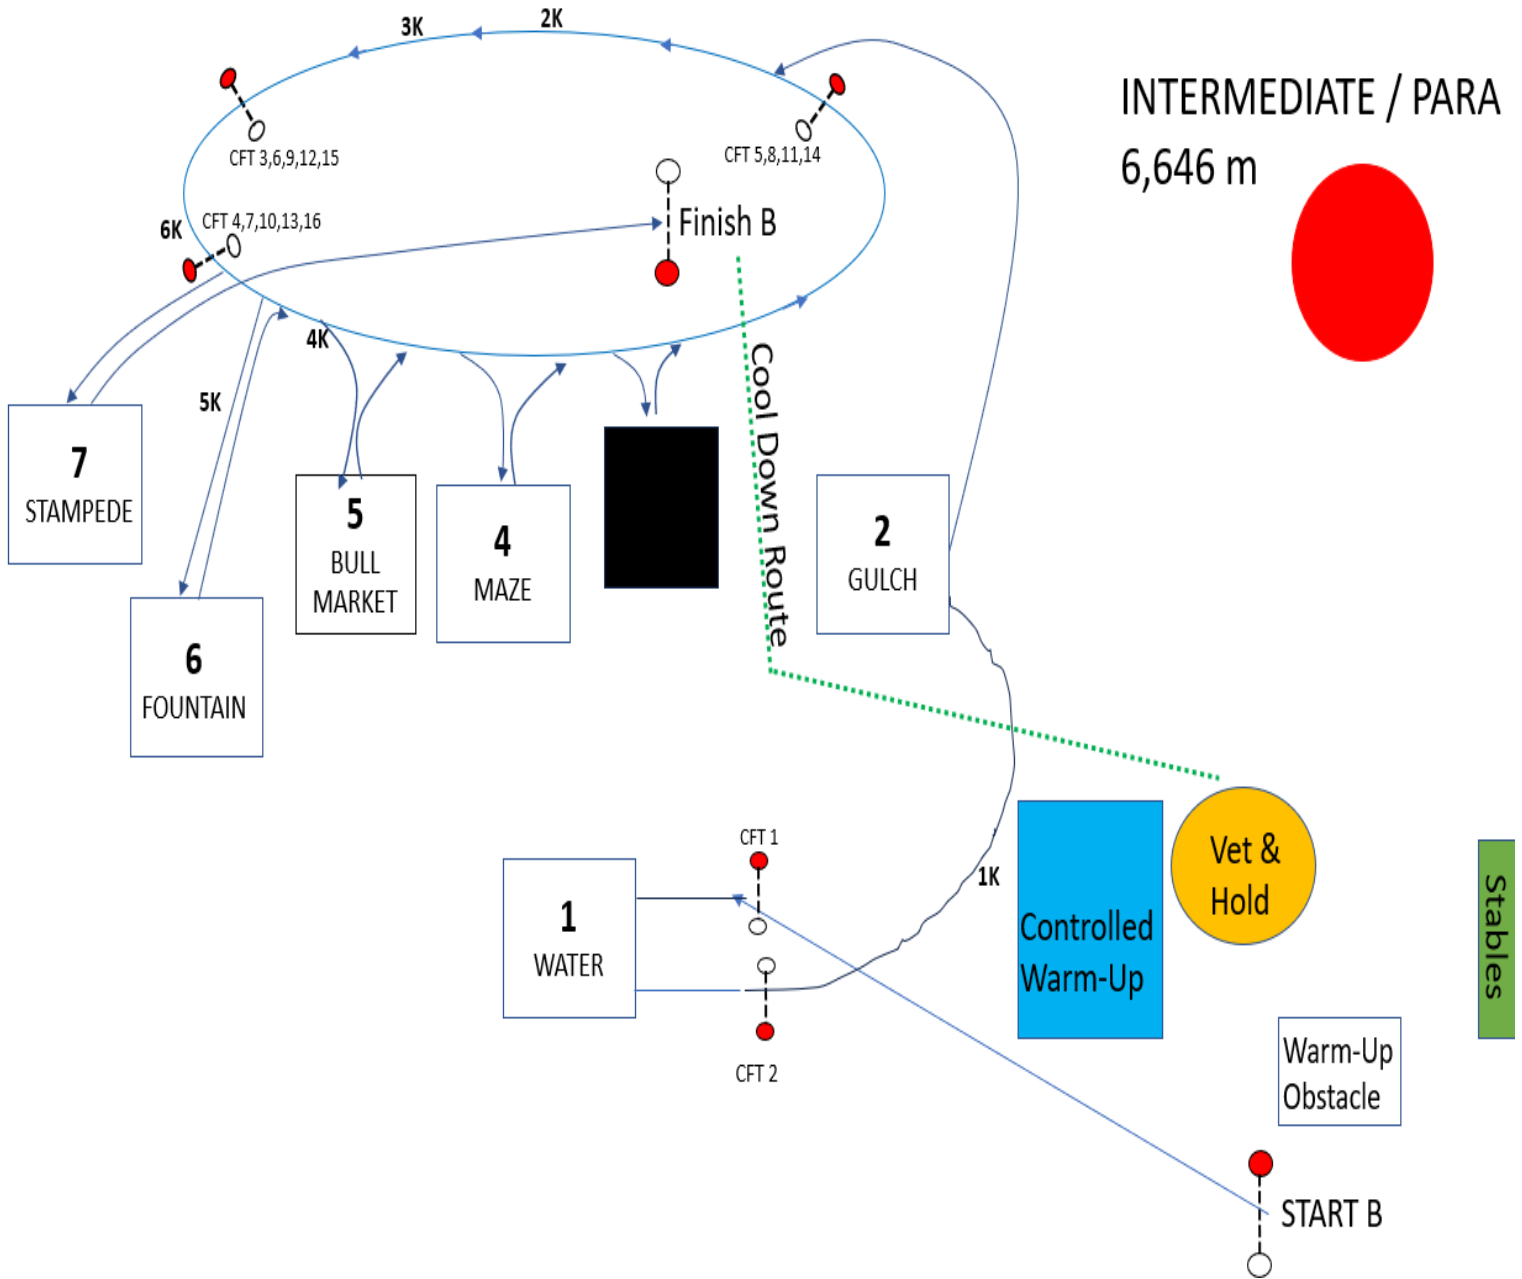 3K
2K
INTERMEDIATE / PARA
6,646 m
CFT 3,6,9,12,15
CFT 5,8,11,14
6K
CFT 4,7,10,13,16
Finish B
4K
5K
Cool Down Route
7
STAMPEDE
5
BULL
MARKET
4
MAZE
2
GULCH
6
FOUNTAIN
CFT 1
1K
1
WATER
CFT 2
Controlled
Warm-Up
Vet &
Hold
Stables
Warm-Up
Obstacle
START B